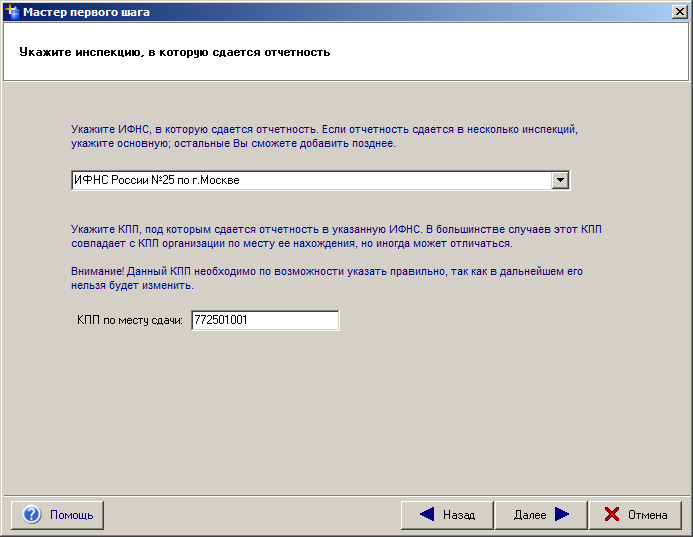 Мастер первого шага
Укажите инспекцию, в которую сдается отчетность
Укажите ИФНС, в которую сдается отчетность. Если отчетность сдается в несколько инспекций,
укажите основную; остальные Вы сможете добавить позднее.
ИФНС России №25 по г.Москве
Укажите КПП, под которым сдается отчетность в указанную ИФНС. В большинстве случаев этот КПП
совпадает с КПП организации по месту ее нахождения, но иногда может отличаться.
Внимание! Данный КПП необходимо по возможности указать правильно, так как в дальнейшем его
нельзя будет изменить.
КПП по месту сдачи: 772501001
Помощь Назад Далее Отмена